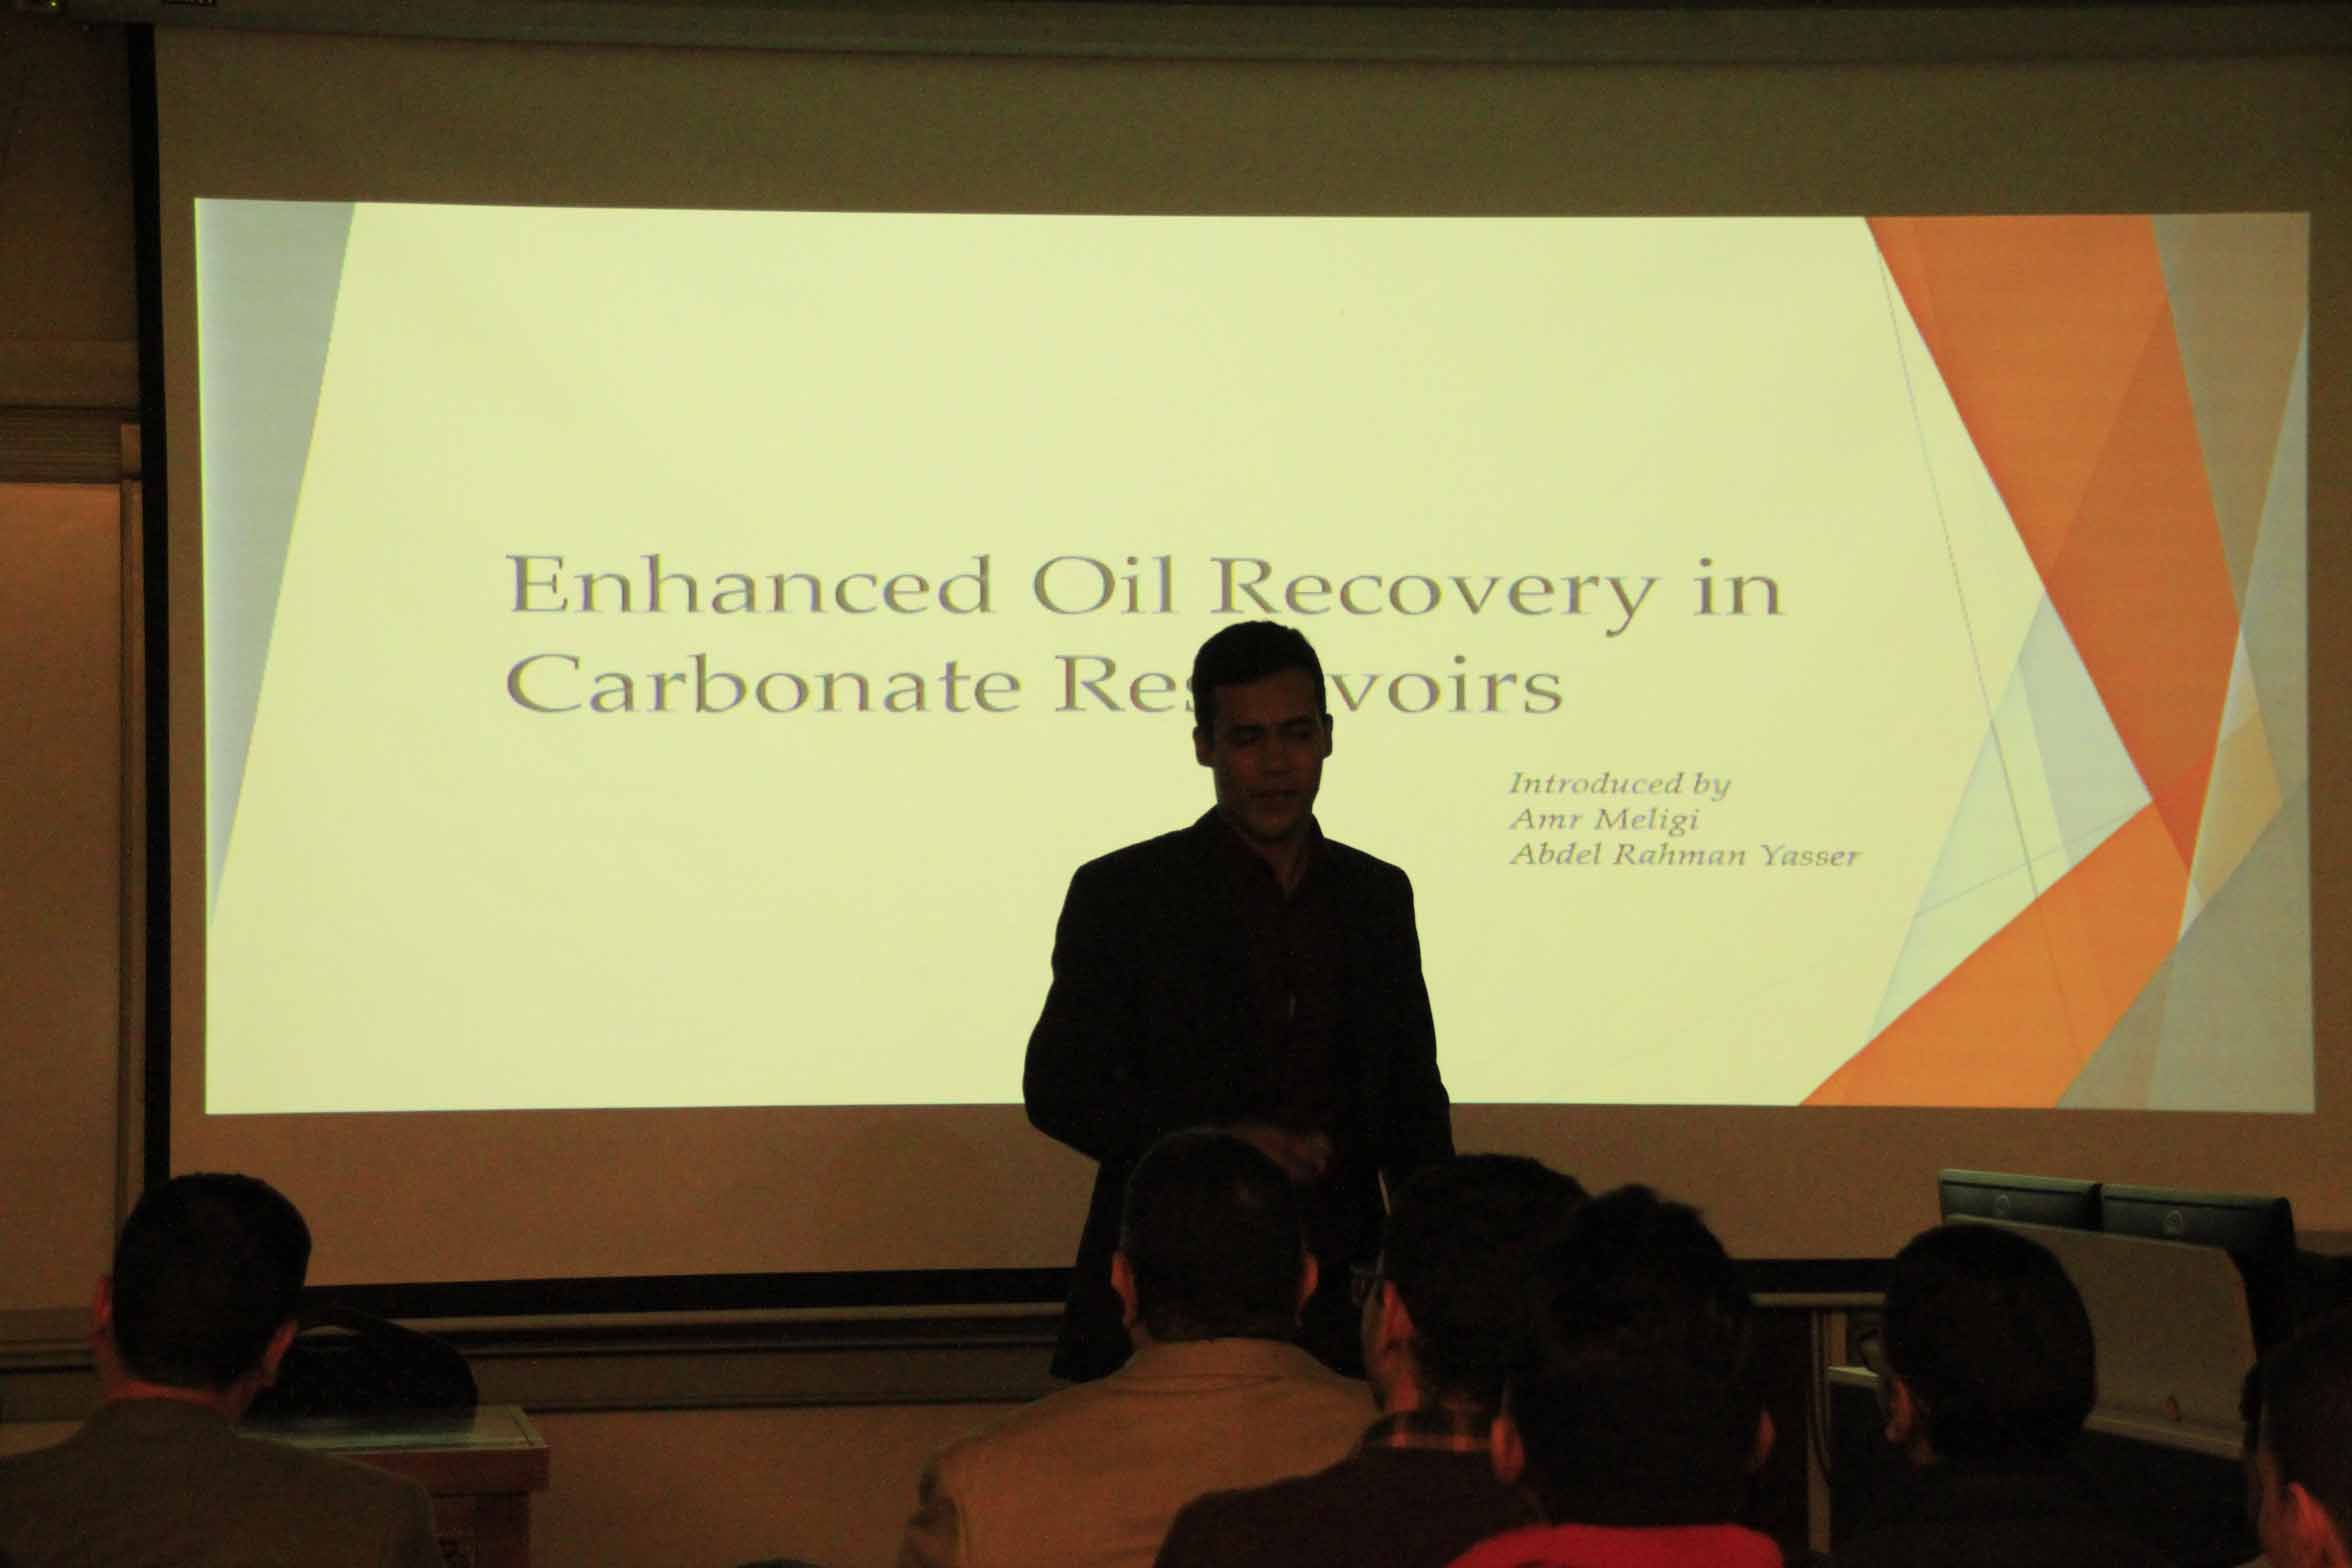 Enhanced Oil Recovery in
Carbonate Res voirs
Introduced by
Amr Meligi
Abdel Rahman Yasser